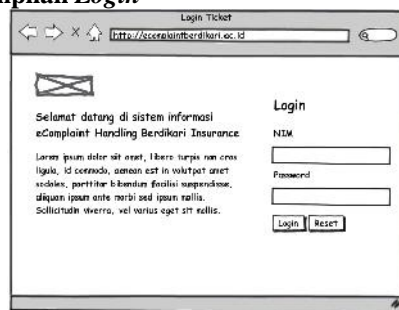 Login
Login Ticket
http://ecomplaintberdikari.ac.id
Selamat datang di sistem informasi
eComplaint Handling Berdikari Insurance
Lorem ipsum dolor sit amet, libero turpis non cras
ligula, id commodo, aenean est in volutpat amet
sodales, porttitor bibendum facilisi suspendisse,
aliquam ipsum ante morbi sed ipsum mollis.
Sollicitudin viverra, vel varius eget sit mollis.
Login
NIM
Password
Login Reset